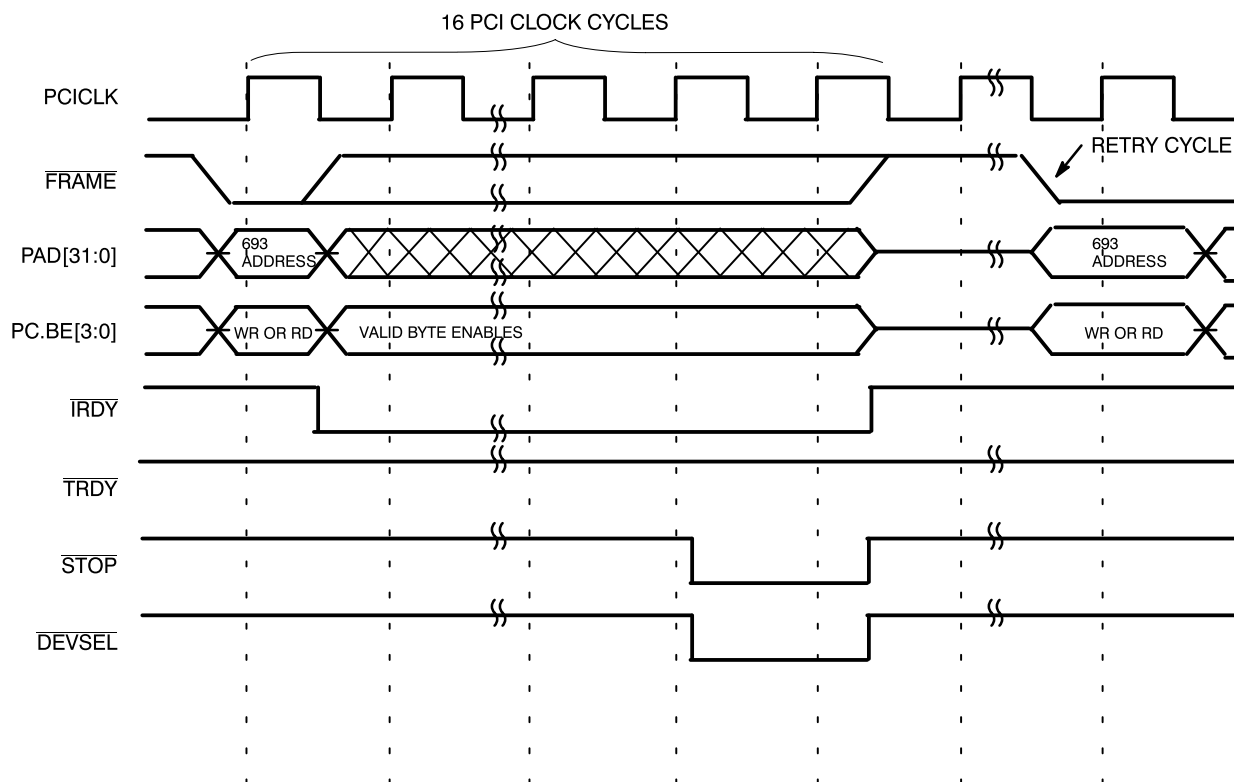 16 PCI CLOCK CYCLES
PCICLK
RETRY CYCLE
FRAME
693
ADDRESS
693
ADDRESS
PAD[31:0]
PC.BE[3:0]
WR OR RD
VALID BYTE ENABLES
WR OR RD
IRDY
TRDY
STOP
DEVSEL